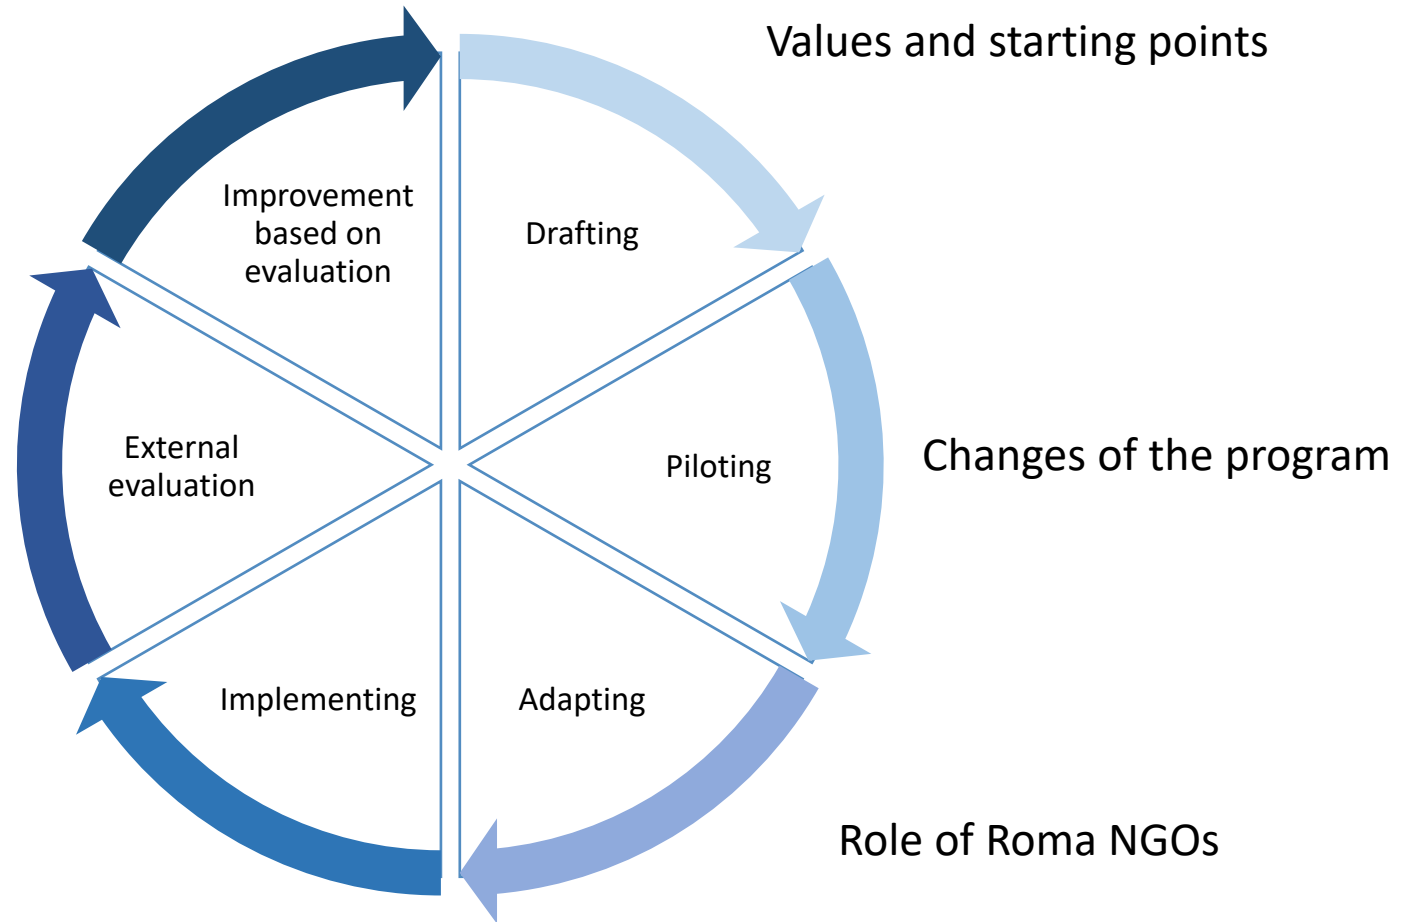 Values and starting points
Improvement
based on
evaluation
Drafting
External
evaluation
Piloting
Changes of the program
Implementing
Adapting
Role of Roma NGOs